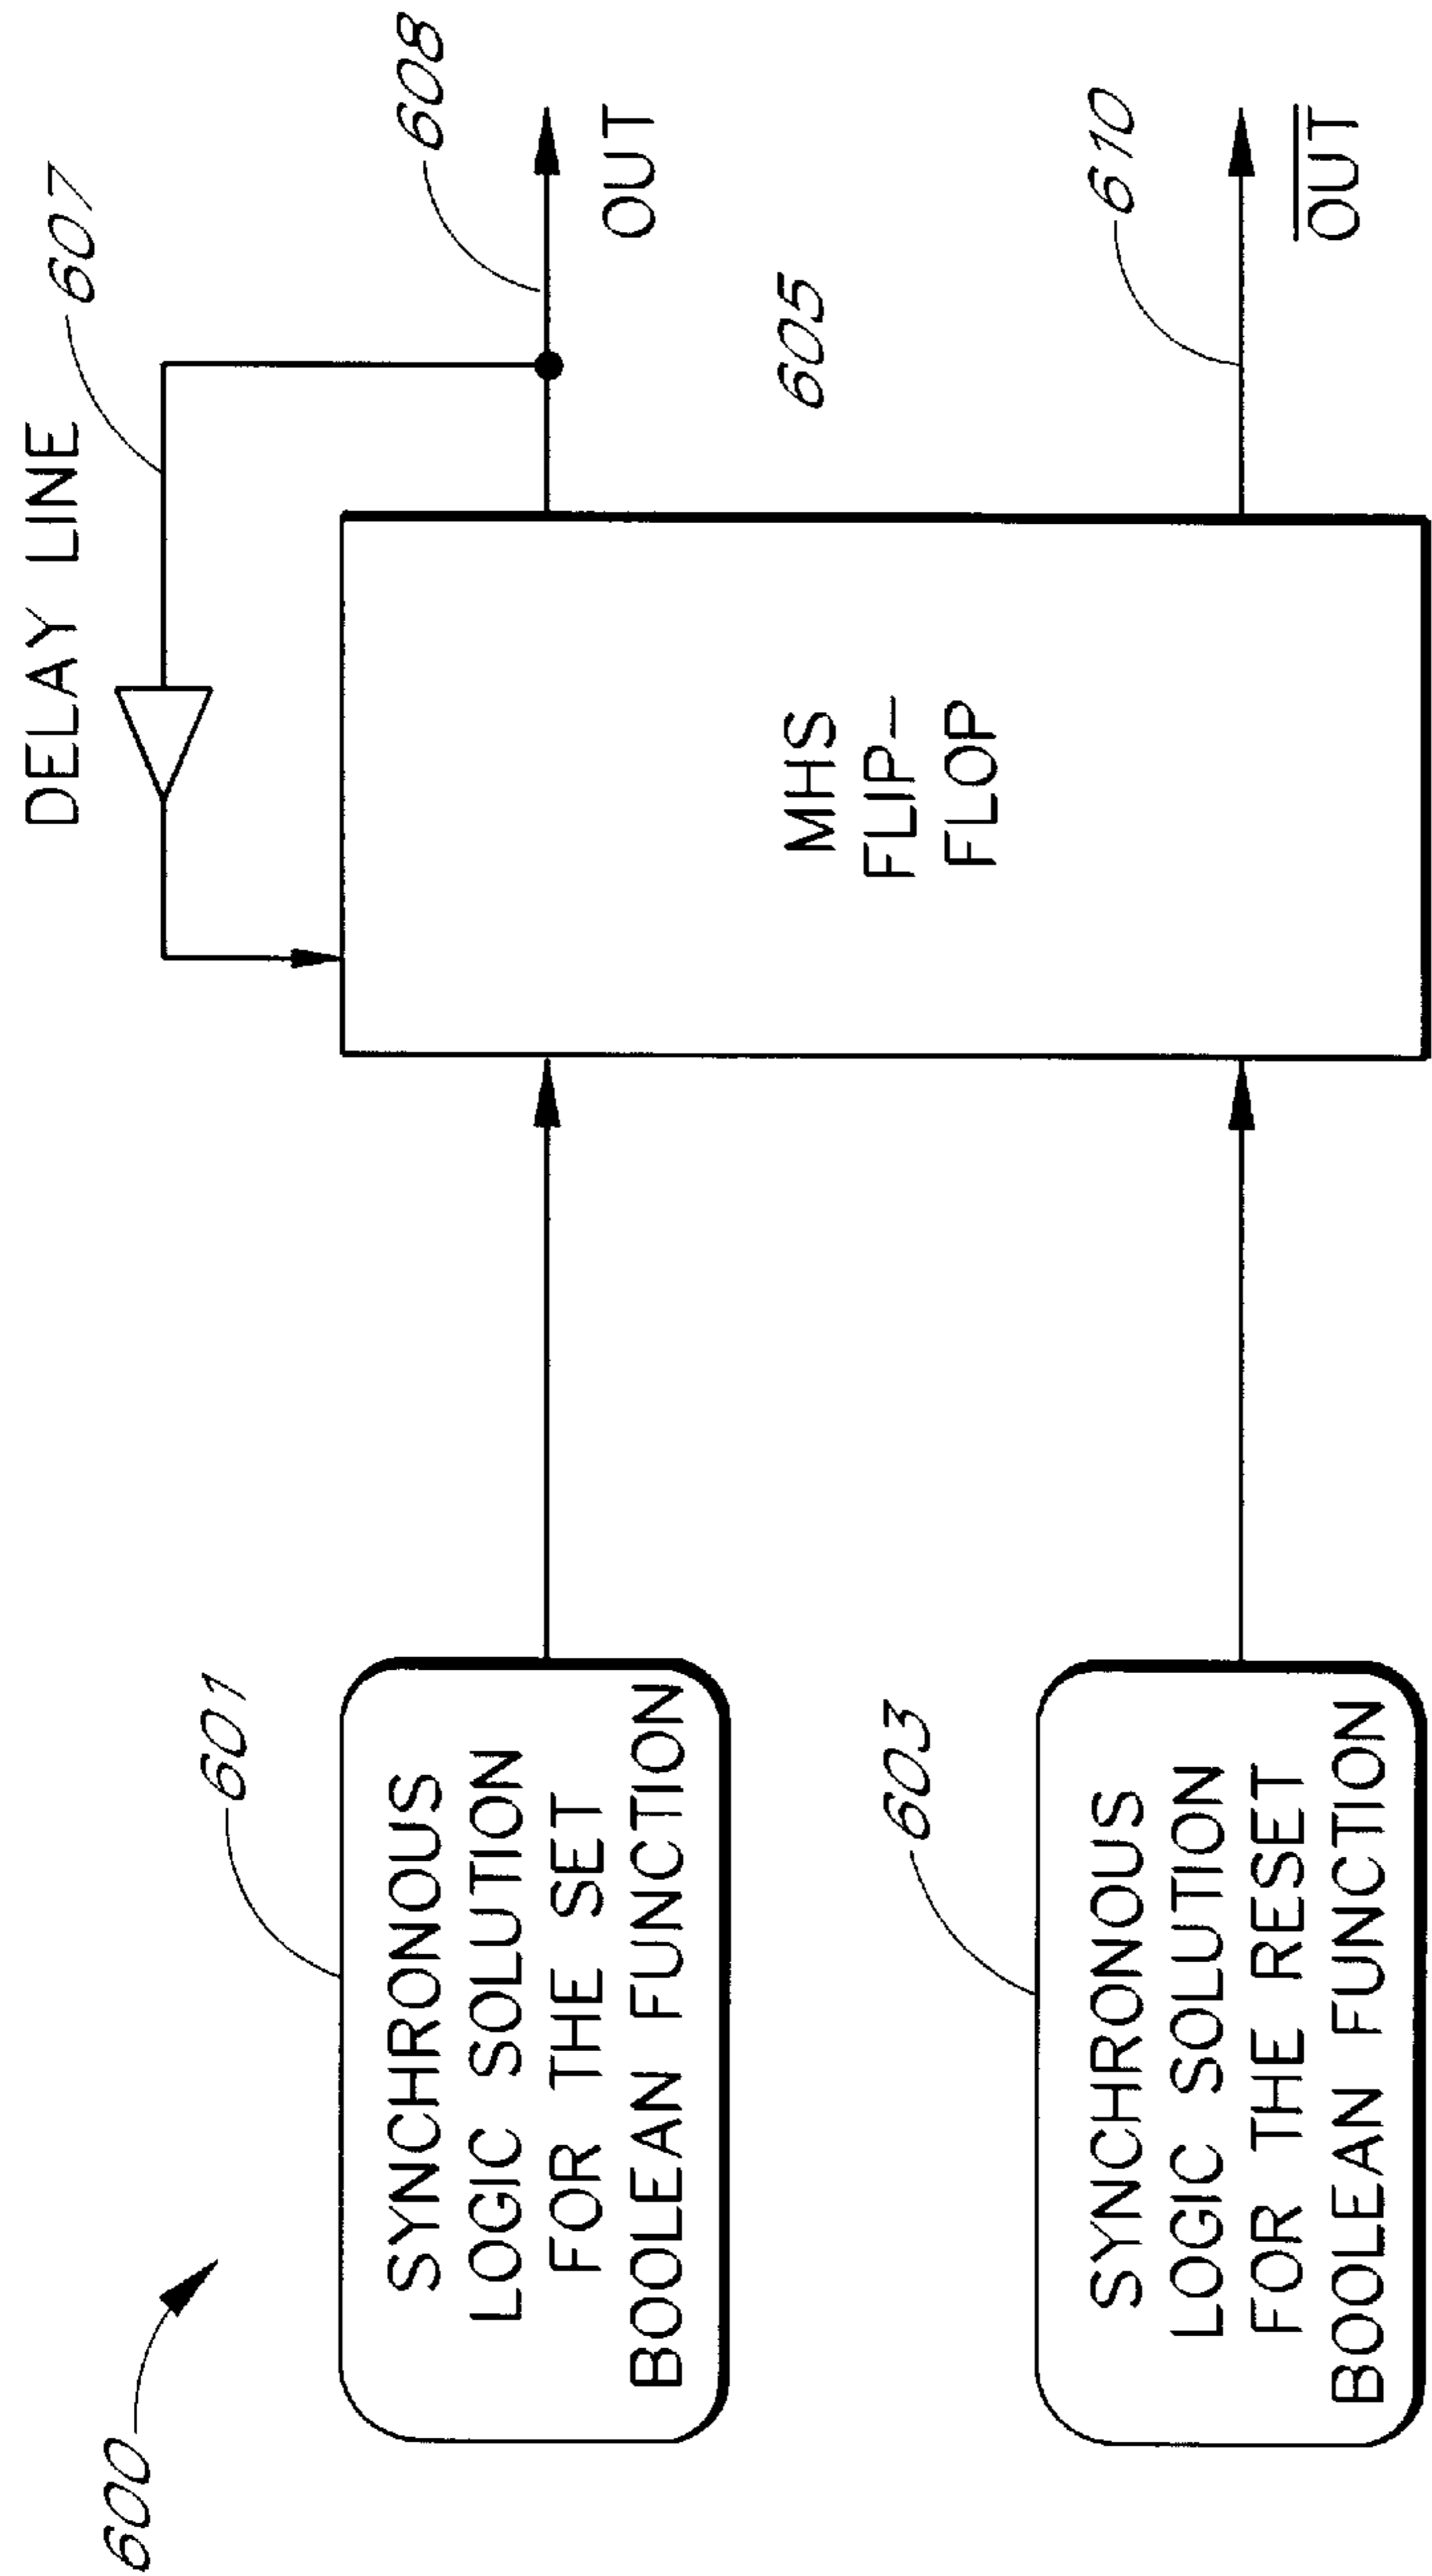 600
601
SYNCHRONOUS
LOGIC SOLUTION
FOR THE SET
BOOLEAN FUNCTION
603
SYNCHRONOUS
LOGIC SOLUTION
FOR THE RESET
BOOLEAN FUNCTION
DELAY LINE
607
MHS
FLIP-
FLOP
605
608
OUT
610
OUT